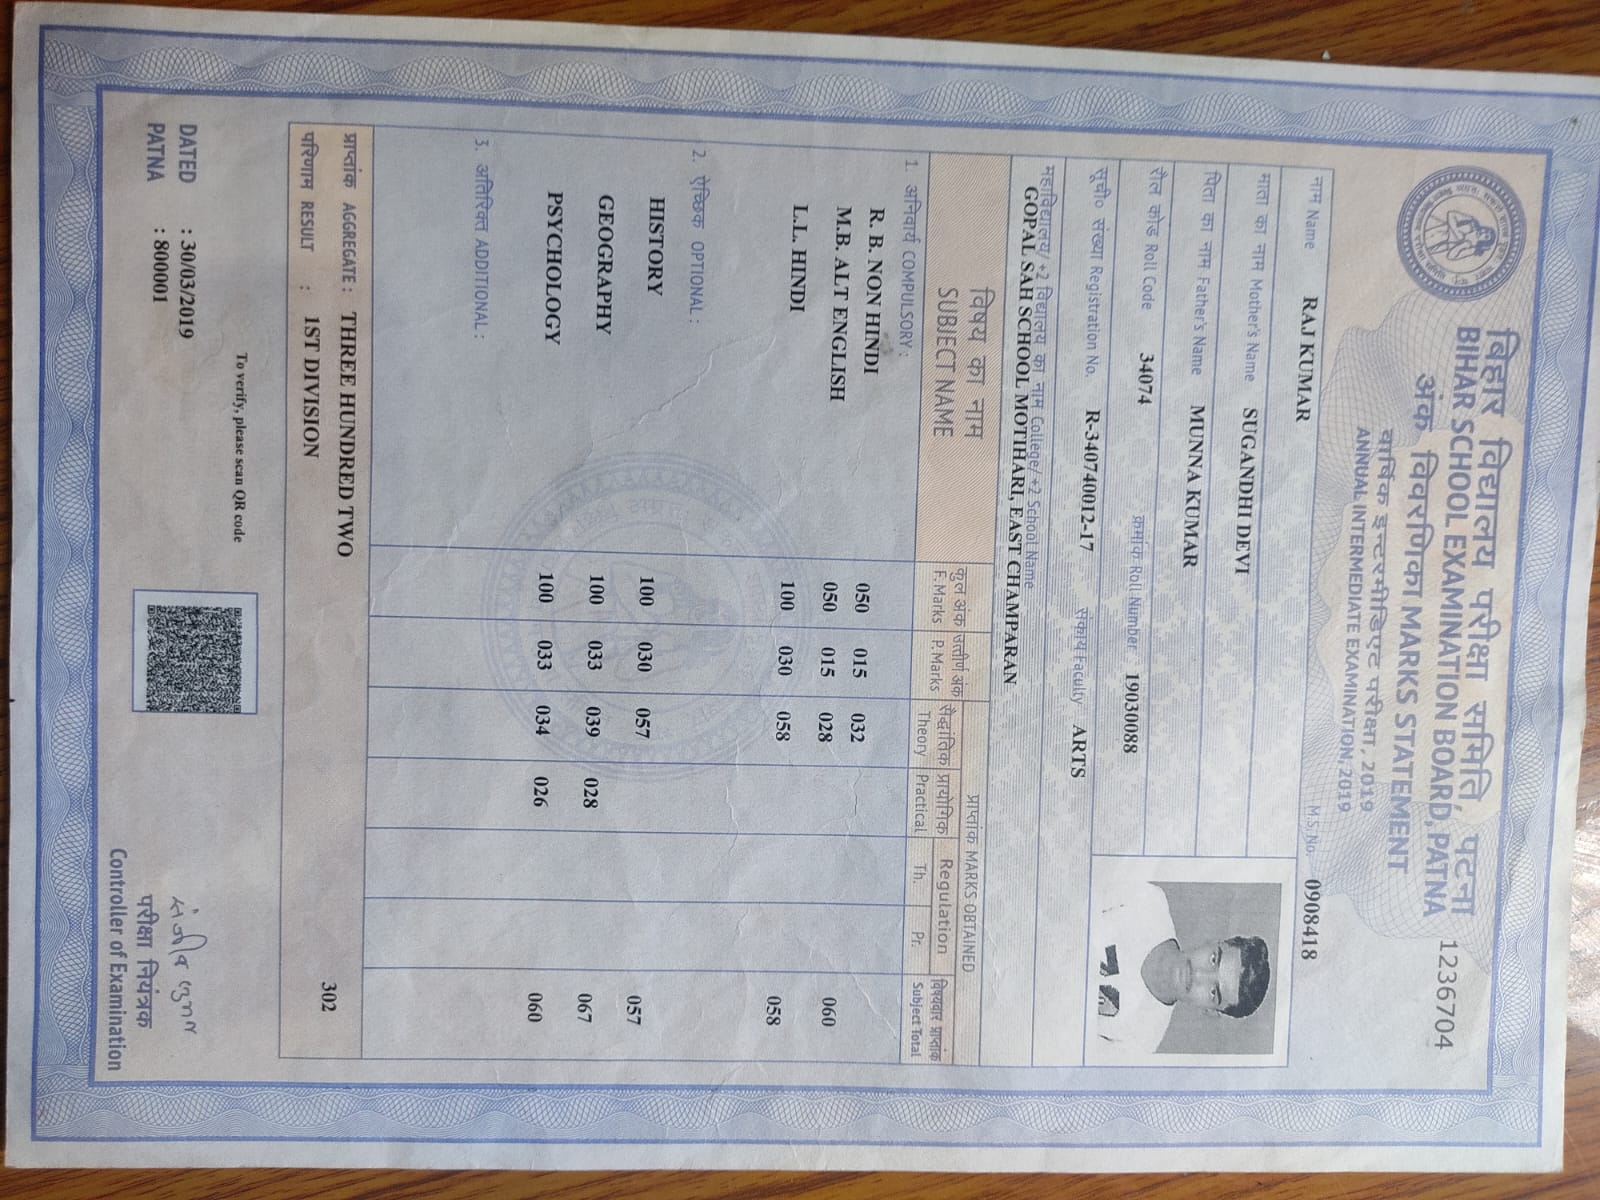 बिहार विद्यालय परीक्षा समिति, पटना
1236704
BIHAR SCHOOL EXAMINATION BOARD, PATNA
अंक विवरणिका MARKS STATEMENT
वार्षिक इन्टरमीडिएट परीक्षा, 2019
ANNUAL INTERMEDIATE EXAMINATION, 2019
M.S.No. 0908418
नाम Name RAJ KUMAR
माता का नाम Mother's Name SUGANDHI DEVI
पिता का नाम Father's Name MUNNA KUMAR
रौल कोड Roll Code 34074 क्रमांक Roll Number 19030088
सूची० संख्या Registration No. R-340740012-17 संकाय Faculty ARTS
महाविद्यालय/ +2 विद्यालय का नाम College/ +2 School Name
GOPAL SAH SCHOOL MOTIHARI, EAST CHAMPARAN
विषय का नाम SUBJECT NAME
कुल अंक F.Marks
उत्तीर्ण अंक P.Marks
प्राप्तांक MARKS OBTAINED
सैद्धांतिक Theory
प्रायोगिक Practical
Regulation
Th. Pr.
विषयवार प्राप्तांक Subject Total
1. अनिवार्य COMPULSORY :
R. B. NON HINDI 050 015 032
M.B. ALT ENGLISH 050 015 028 060
L.L. HINDI 100 030 058 058
2. ऐच्छिक OPTIONAL :
HISTORY 100 030 057 057
GEOGRAPHY 100 033 039 028 067
PSYCHOLOGY 100 033 034 026 060
3. अतिरिक्त ADDITIONAL :
प्राप्तांक AGGREGATE : THREE HUNDRED TWO 302
परिणाम RESULT : 1ST DIVISION
To verify, please scan QR code
DATED : 30/03/2019
PATNA : 800001
परीक्षा नियंत्रक
Controller of Examination